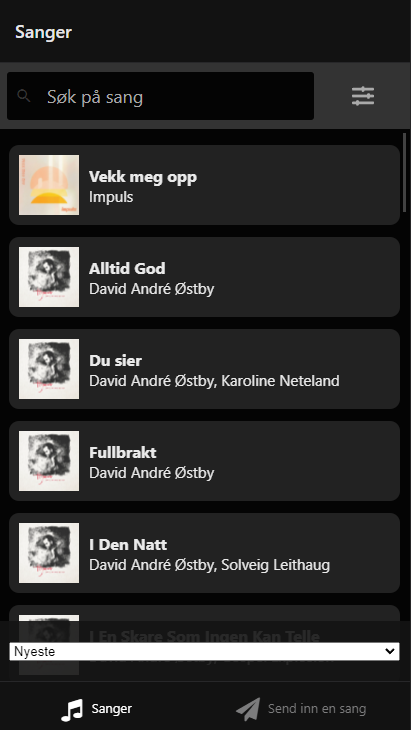 Sanger
Søk på sang
Vekk meg opp
Impuls
Alltid God
David André Østby
Du sier
David André Østby, Karoline Neteland
Fullbrakt
David André Østby
I Den Natt
David André Østby, Solveig Leithaug
I En Skare Som Ingen Kan Telle
Nyeste
Sanger
Send inn en sang